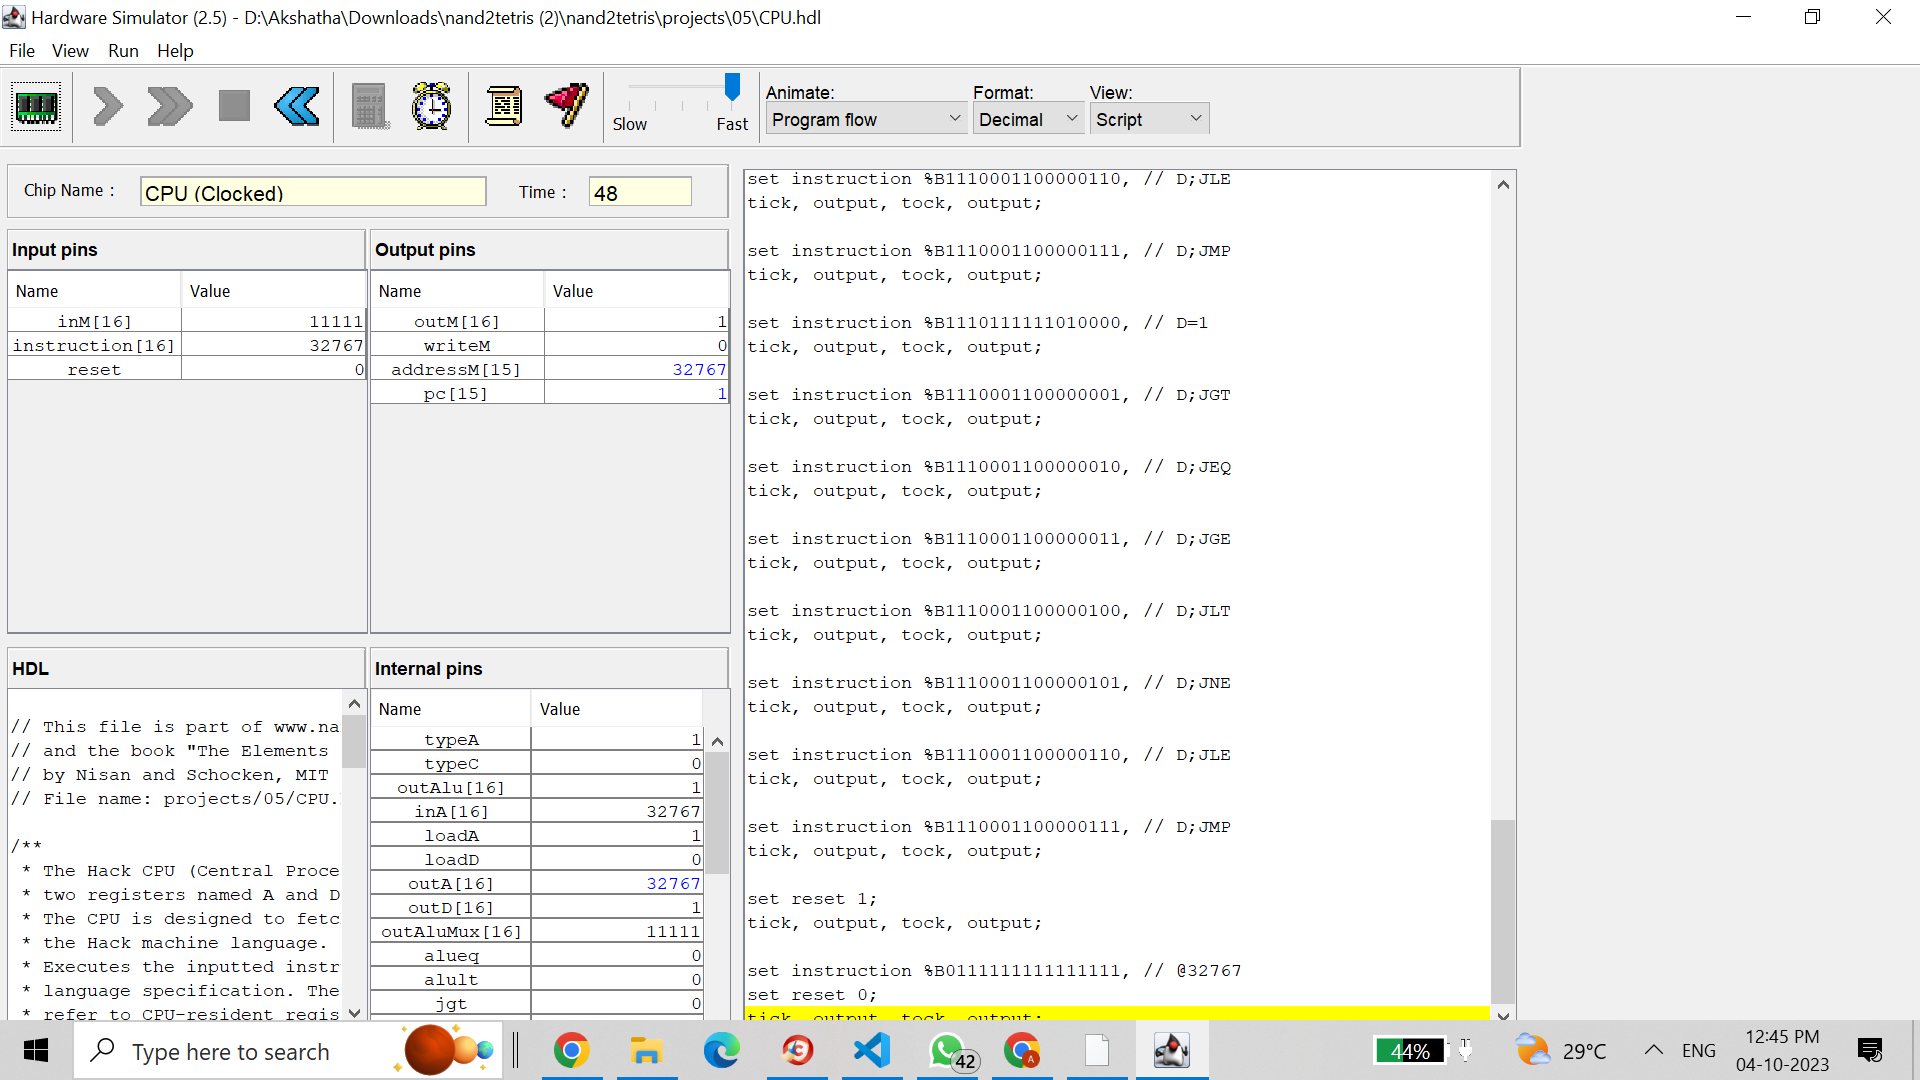 Hardware Simulator (2.5) - D:\Akshatha\Downloads\nand2tetris (2)\nand2tetris\projects\05\CPU.hdl
File View Run Help
Slow Fast
Animate:
Program flow
Format:
Decimal
View:
Script
Chip Name : CPU (Clocked) Time : 48
Input pins
Name Value
inM[16] 11111
instruction[16] 32767
reset 0
Output pins
Name Value
outM[16] 1
writeM 0
addressM[15] 32767
pc[15] 1
HDL
// This file is part of www.na
// and the book "The Elements
// by Nisan and Schocken, MIT
// File name: projects/05/CPU.
/**
* The Hack CPU (Central Proce
* two registers named A and D
* The CPU is designed to fetc
* the Hack machine language.
* Executes the inputted instr
* language specification. The
* refer to CPU-resident regis
Internal pins
Name Value
typeA 1
typeC 0
outAlu[16] 1
inA[16] 32767
loadA 1
loadD 0
outA[16] 32767
outD[16] 1
outAluMux[16] 11111
alueq 0
alult 0
jgt 0
set instruction %B1110001100000110, // D;JLE
tick, output, tock, output;
set instruction %B1110001100000111, // D;JMP
tick, output, tock, output;
set instruction %B1110111111010000, // D=1
tick, output, tock, output;
set instruction %B1110001100000001, // D;JGT
tick, output, tock, output;
set instruction %B1110001100000010, // D;JEQ
tick, output, tock, output;
set instruction %B1110001100000011, // D;JGE
tick, output, tock, output;
set instruction %B1110001100000100, // D;JLT
tick, output, tock, output;
set instruction %B1110001100000101, // D;JNE
tick, output, tock, output;
set instruction %B1110001100000110, // D;JLE
tick, output, tock, output;
set instruction %B1110001100000111, // D;JMP
tick, output, tock, output;
set reset 1;
tick, output, tock, output;
set instruction %B0111111111111111, // @32767
set reset 0;
tick, output, tock, output;
Type here to search
42
A
44%
29°C
ENG
12:45 PM
04-10-2023